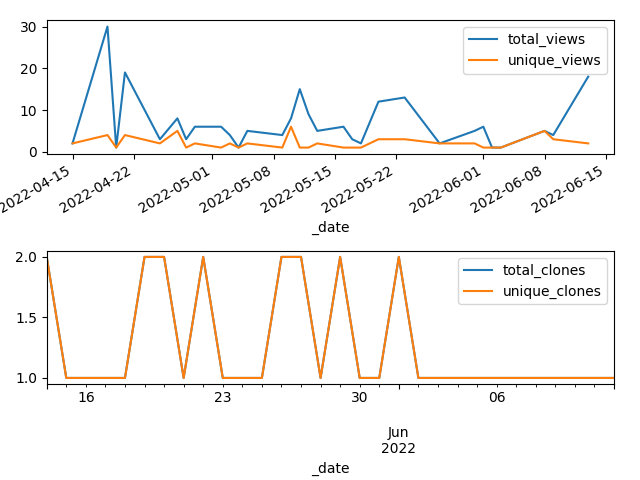 30
20
10
0
total_views
unique_views
2022-04-15
2022-04-22
2022-05-01
2022-05-08
2022-05-15
2022-05-22
2022-06-01
2022-06-08
2022-06-15
_date
2.0
1.5
1.0
total_clones
unique_clones
16 23 30 06
Jun
2022
_date